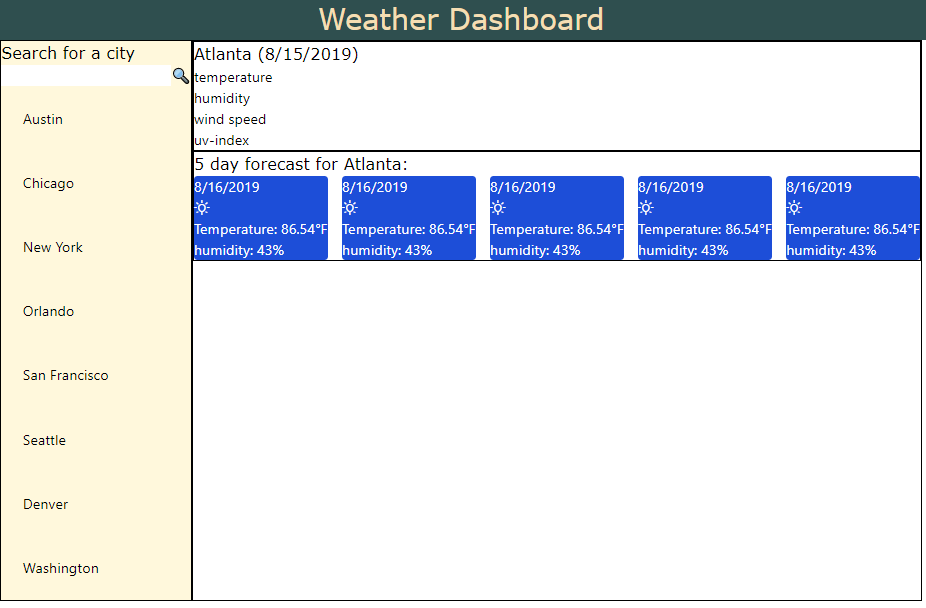 Weather Dashboard
Search for a city
Austin
Chicago
New York
Orlando
San Francisco
Seattle
Denver
Washington
Atlanta (8/15/2019)
temperature
humidity
wind speed
uv-index
5 day forecast for Atlanta:
8/16/2019
Temperature: 86.54°F
humidity: 43%
8/16/2019
Temperature: 86.54°F
humidity: 43%
8/16/2019
Temperature: 86.54°F
humidity: 43%
8/16/2019
Temperature: 86.54°F
humidity: 43%
8/16/2019
Temperature: 86.54°F
humidity: 43%